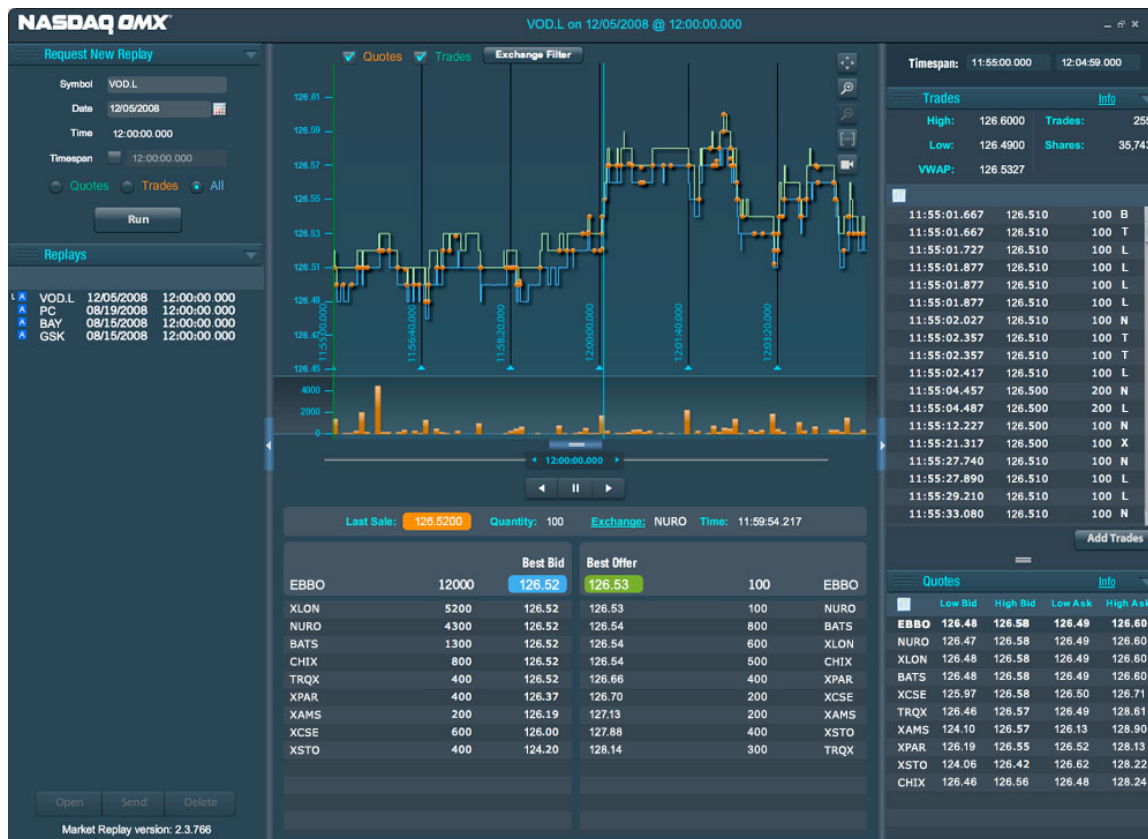 NASDAQ OMX
VOD.L on 12/05/2008 @ 12:00:00.000
Request New Replay
Symbol VOD.L
Date 12/05/2008
Time 12:00:00.000
Timespan 12:00:00.000
Quotes Trades All
Run
Replays
L A VOD.L 12/05/2008 12:00:00.000
A PC 08/19/2008 12:00:00.000
A BAY 08/15/2008 12:00:00.000
A GSK 08/15/2008 12:00:00.000
Open Send Delete
Market Replay version: 2.3.766
Quotes Trades Exchange Filter
126.61
126.59
126.57
126.55
126.53
126.51
126.49
126.47
126.45
11:55:00.000 11:56:40.000 11:58:20.000 12:00:00.000 12:01:40.000 12:03:20.000
4000
2000
0
12:00:00.000
Last Sale: 126.5200 Quantity: 100 Exchange: NURO Time: 11:59:54.217
Best Bid Best Offer
EBBO 12000 126.52 126.53 100 EBBO
XLON 5200 126.52 126.53 100 NURO
NURO 4300 126.52 126.54 800 BATS
BATS 1300 126.52 126.54 600 XLON
CHIX 800 126.52 126.54 500 CHIX
TRQX 400 126.52 126.66 400 XPAR
XPAR 400 126.37 126.70 200 XCSE
XAMS 200 126.19 127.13 200 XAMS
XCSE 600 126.00 127.88 400 XSTO
XSTO 400 124.20 128.14 300 TRQX
Timespan: 11:55:00.000 12:04:59.000
Trades Info
High: 126.6000 Trades: 255
Low: 126.4900 Shares: 35,743
VWAP: 126.5327
11:55:01.667 126.510 100 B
11:55:01.667 126.510 100 T
11:55:01.727 126.510 100 L
11:55:01.877 126.510 100 L
11:55:01.877 126.510 100 L
11:55:01.877 126.510 100 L
11:55:02.027 126.510 100 N
11:55:02.357 126.510 100 T
11:55:02.357 126.510 100 T
11:55:02.417 126.510 100 L
11:55:04.457 126.500 200 N
11:55:04.487 126.500 200 L
11:55:12.227 126.500 100 N
11:55:21.317 126.500 100 X
11:55:27.740 126.510 100 N
11:55:27.890 126.510 100 L
11:55:29.210 126.510 100 L
11:55:33.080 126.510 100 N
Add Trades
Quotes Info
Low Bid High Bid Low Ask High Ask
EBBO 126.48 126.58 126.49 126.60
NURO 126.47 126.58 126.49 126.60
XLON 126.48 126.58 126.49 126.60
BATS 126.48 126.58 126.49 126.60
XCSE 125.97 126.58 126.50 126.71
TRQX 126.46 126.57 126.49 128.61
XAMS 124.10 126.57 126.13 128.90
XPAR 126.19 126.55 126.52 128.13
XSTO 124.06 126.42 126.62 128.22
CHIX 126.46 126.56 126.48 128.24